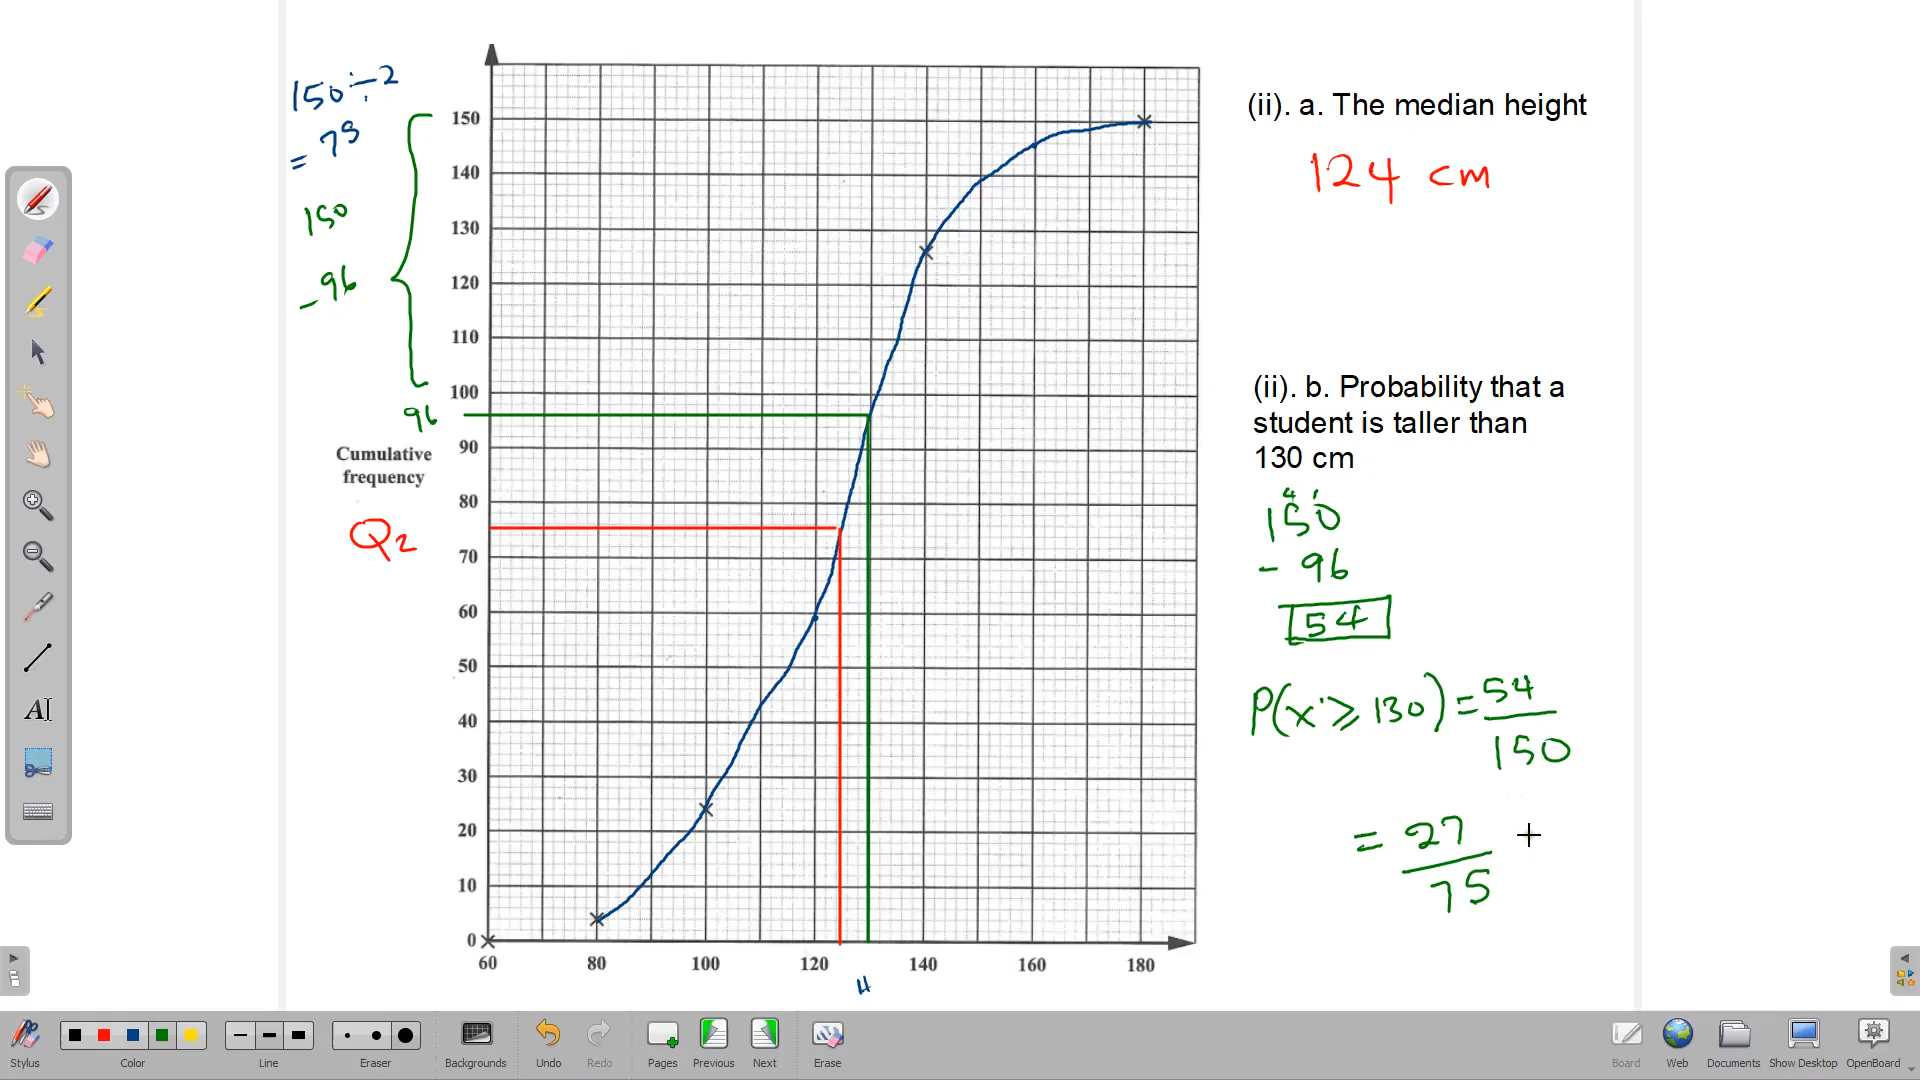 150 ÷ 2
= 75
150
- 96
150
140
130
120
110
100
96
90
Cumulative
frequency
80
Q2
70
60
50
40
30
20
10
0
60 80 100 120 140 160 180
H
(ii). a. The median height
124 cm
(ii). b. Probability that a
student is taller than
130 cm
4 1
150
- 96
54
P(x ≥ 130) = 54/150
= 27/75
Stylus Color Line Eraser Backgrounds Undo Redo Pages Previous Next Erase Board Web Documents Show Desktop OpenBoard